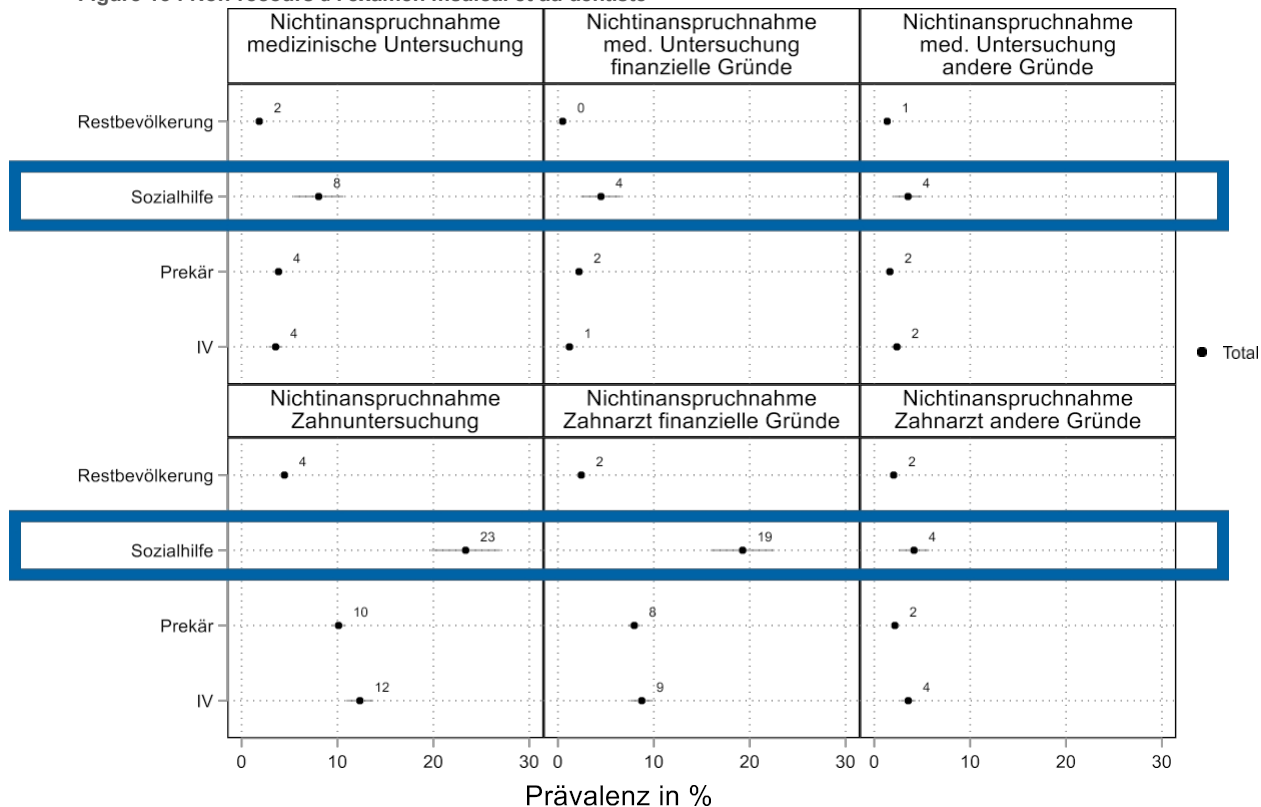 Nichtinanspruchnahme
medizinische Untersuchung
Nichtinanspruchnahme
med. Untersuchung
finanzielle Gründe
Nichtinanspruchnahme
med. Untersuchung
andere Gründe
Restbevölkerung 2 0 1
Sozialhilfe 8 4 4
Prekär 4 2 2
IV 4 1 2
Total
Nichtinanspruchnahme
Zahnuntersuchung
Nichtinanspruchnahme
Zahnarzt finanzielle Gründe
Nichtinanspruchnahme
Zahnarzt andere Gründe
Restbevölkerung 4 2 2
Sozialhilfe 23 19 4
Prekär 10 8 2
IV 12 9 4
0 10 20 30 0 10 20 30 0 10 20 30
Prävalenz in %